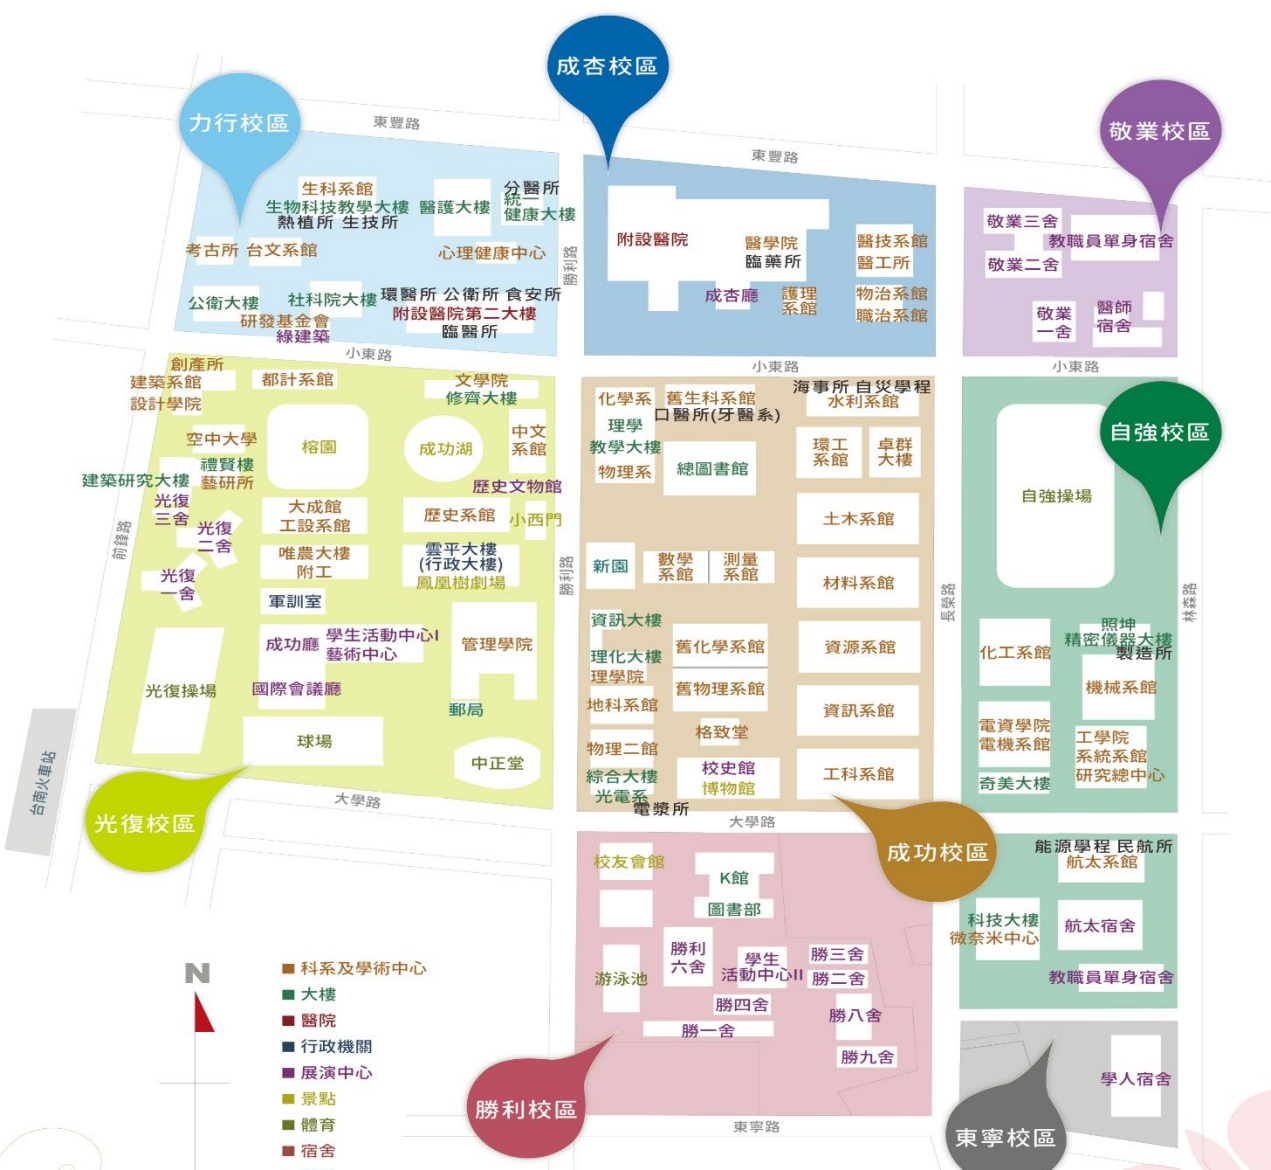 成杏校區
力行校區
敬業校區
東豐路
東豐路
生科系館
生物科技教學大樓
熱植所 生技所
醫護大樓
分醫所
統一
健康大樓
考古所
台文系館
心理健康中心
公衛大樓
社科院大樓
研發基金會
綠建築
環醫所 公衛所 食安所
附設醫院第二大樓
臨醫所
勝利路
附設醫院
醫學院
臨藥所
醫技系館
醫工所
成杏廳
護理
系館
物治系館
職治系館
敬業三舍
教職員單身宿舍
敬業二舍
敬業
一舍
醫師
宿舍
小東路
小東路
小東路
創產所
建築系館
設計學院
都計系館
文學院
修齊大樓
空中大學
榕園
成功湖
中文
系館
禮賢樓
藝研所
建築研究大樓
歷史文物館
光復
三舍
光復
二舍
大成館
工設系館
歷史系館
小西門
唯農大樓
附工
雲平大樓
(行政大樓)
鳳凰樹劇場
光復
一舍
軍訓室
成功廳
學生活動中心I
藝術中心
管理學院
國際會議廳
光復操場
郵局
球場
中正堂
前鋒路
勝利路
台南火車站
大學路
光復校區
化學系
舊生科系館
口醫所(牙醫系)
海事所 自災學程
水利系館
理學
教學大樓
物理系
總圖書館
環工
系館
卓群
大樓
土木系館
新園
數學
系館
測量
系館
材料系館
資訊大樓
理化大樓
理學院
舊化學系館
資源系館
地科系館
舊物理系館
資訊系館
格致堂
物理二館
綜合大樓
光電系
電漿所
校史館
博物館
工科系館
大學路
長榮路
成功校區
自強校區
自強操場
林森路
照坤
精密儀器大樓
製造所
化工系館
機械系館
電資學院
電機系館
工學院
系統系館
研究總中心
奇美大樓
能源學程 民航所
航太系館
科技大樓
微奈米中心
航太宿舍
教職員單身宿舍
校友會館
K館
圖書部
游泳池
勝利
六舍
學生
活動中心II
勝三舍
勝二舍
勝四舍
勝一舍
勝八舍
勝九舍
勝利校區
東寧路
學人宿舍
東寧校區
N
科系及學術中心
大樓
醫院
行政機關
展演中心
景點
體育
宿舍